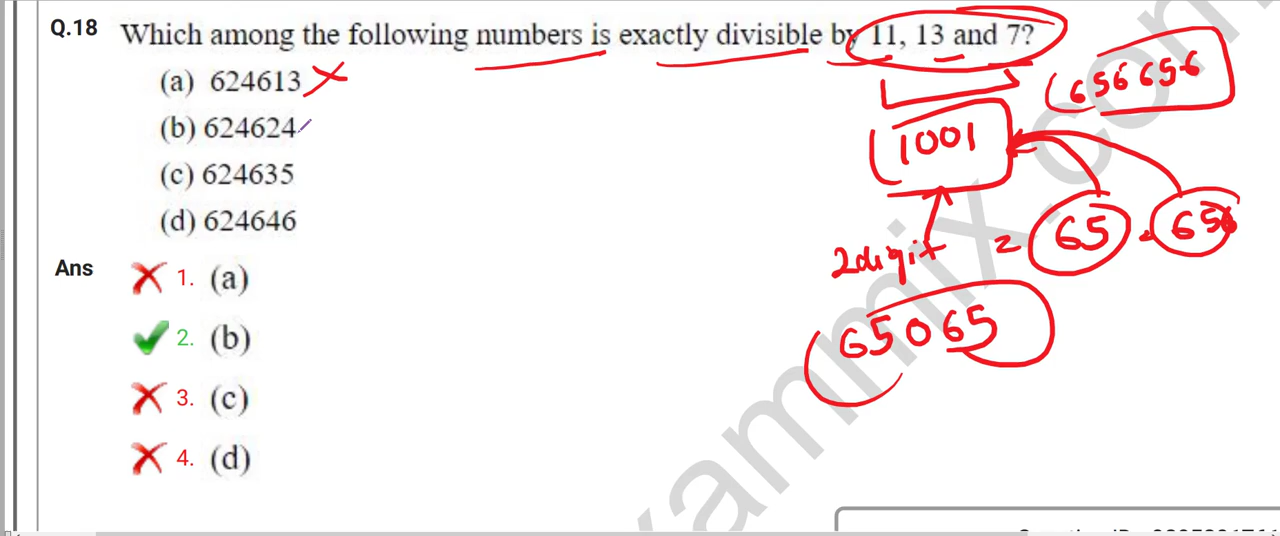 Q.18 Which among the following numbers is exactly divisible by 11, 13 and 7?
(a) 624613
(b) 624624
(c) 624635
(d) 624646
Ans
1. (a)
2. (b)
3. (c)
4. (d)
656656
1001
2digit = 65 . 656
65065